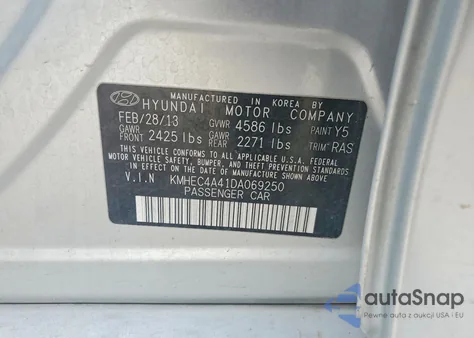 MANUFACTURED IN KOREA BY
HYUNDAI MOTOR COMPANY
FEB/28/13 GVWR 4586 lbs PAINT Y5
GAWR FRONT 2425 lbs GAWR REAR 2271 lbs TRIM RAS
THIS VEHICLE CONFORMS TO ALL APPLICABLE U.S. FEDERAL
MOTOR VEHICLE SAFETY, BUMPER, AND THEFT PREVENTION
STANDARDS IN EFFECT ON THE DATE OF MANUFACTURE
SHOWN ABOVE.
V.I.N KMHEC4A41DA069250
PASSENGER CAR
autoSnap
Pewne auta z aukcji USA i EU